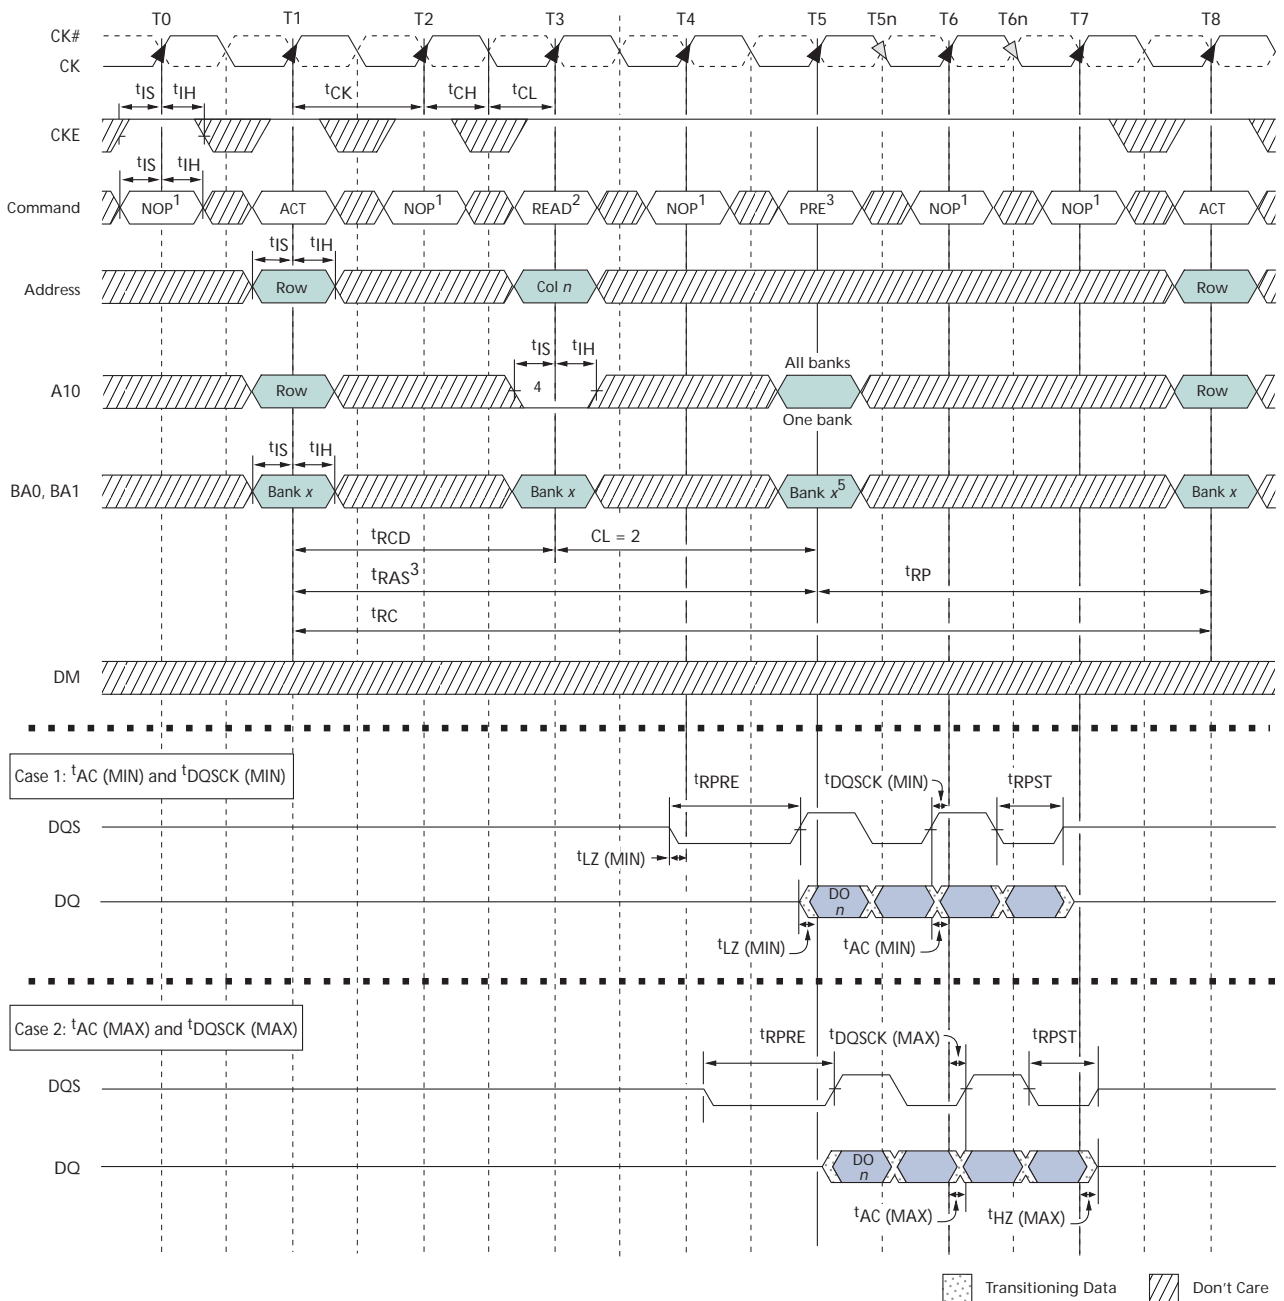 T0 T1 T2 T3 T4 T5 T5n T6 T6n T7 T8
CK#
CK
tIS tIH tCK tCH tCL
CKE
tIS tIH
Command NOP1 ACT NOP1 READ2 NOP1 PRE3 NOP1 NOP1 ACT
tIS tIH
Address Row Col n Row
tIS tIH
All banks
A10 Row 4 Row
One bank
tIS tIH
BA0, BA1 Bank x Bank x Bank x5 Bank x
tRCD CL = 2
tRAS3 tRP
tRC
DM
Case 1: tAC (MIN) and tDQSCK (MIN)
tRPRE tDQSCK (MIN) tRPST
DQS
tLZ (MIN)
DQ DO
n
tLZ (MIN) tAC (MIN)
Case 2: tAC (MAX) and tDQSCK (MAX)
tRPRE tDQSCK (MAX) tRPST
DQS
DQ DO
n
tAC (MAX) tHZ (MAX)
Transitioning Data Don't Care